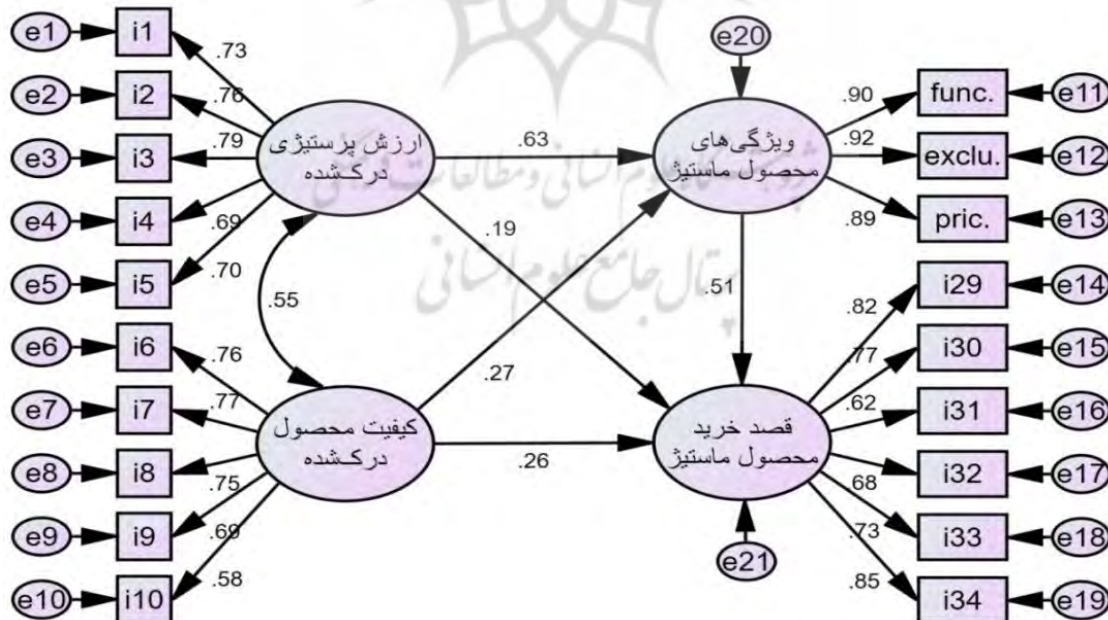 e1 i1 .73
e2 i2 .76
e3 i3 .79
e4 i4 .69
e5 i5 .70
e6 i6 .76
e7 i7 .77
e8 i8 .75
e9 i9 .69
e10 i10 .58
ارزش پرستیژی
درک‌شده
.55
کیفیت محصول
درک‌شده
.63
.19
.27
.26
e20
ویژگی‌های
محصول ماستیژ
.51
قصد خرید
محصول ماستیژ
e21
پرتال جامع علوم انسانی
.90 func. e11
.92 exclu. e12
.89 pric. e13
.82 i29 e14
.77 i30 e15
.62 i31 e16
i32 e17
.68 i33 e18
.73
.85 i34 e19